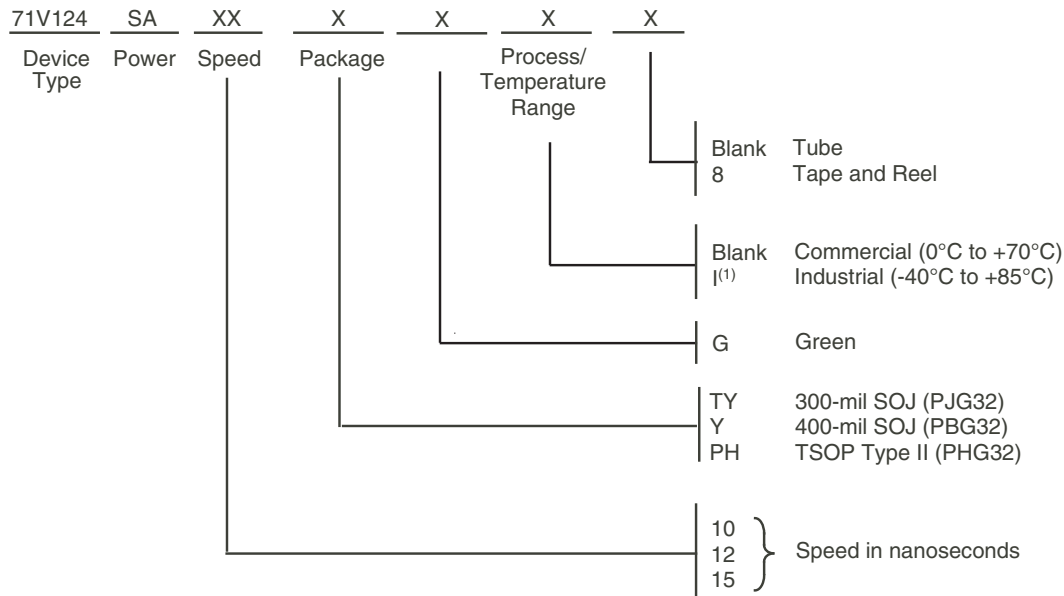 71V124 SA XX X X X X
Device Type
Power
Speed
Package
Process/
Temperature
Range
Blank Tube
8 Tape and Reel
Blank Commercial (0°C to +70°C)
I(1) Industrial (-40°C to +85°C)
G Green
TY 300-mil SOJ (PJG32)
Y 400-mil SOJ (PBG32)
PH TSOP Type II (PHG32)
10
12 Speed in nanoseconds
15